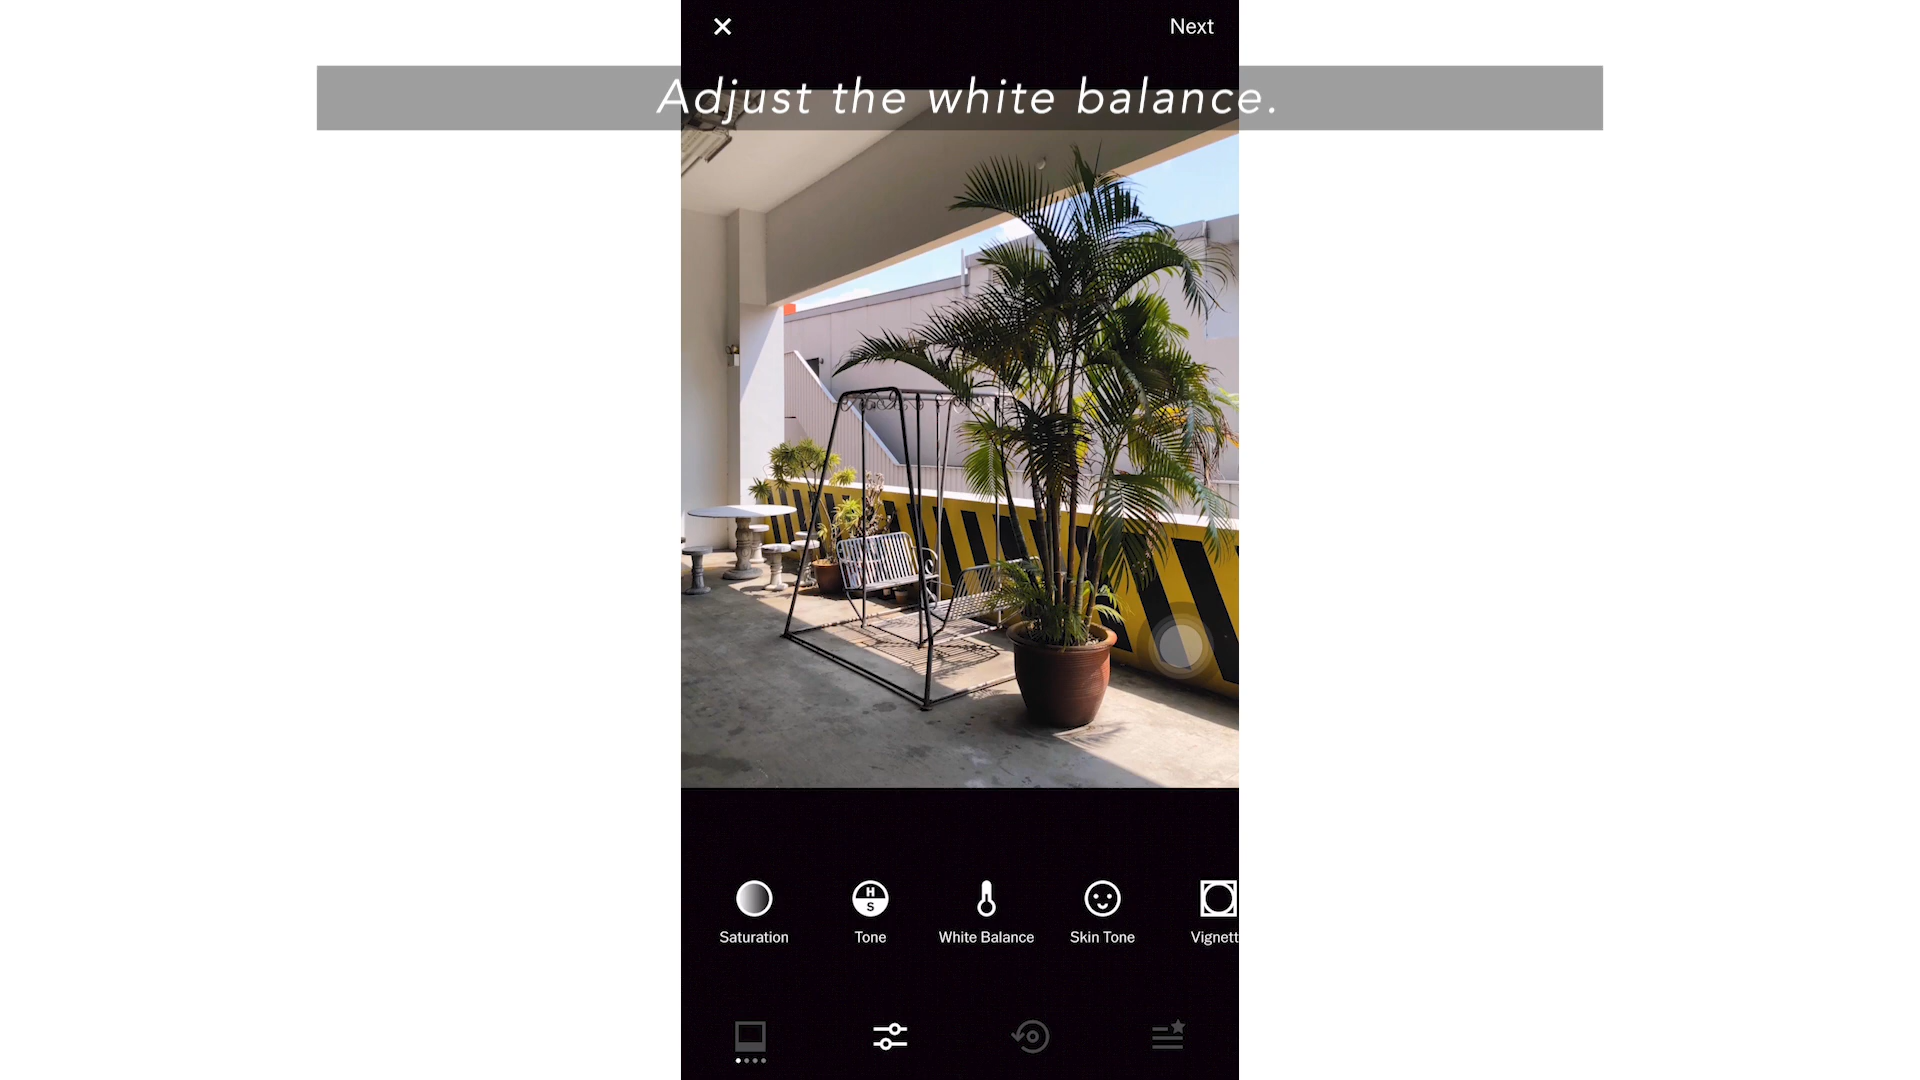 Next
Adjust the white balance.
H
S
Saturation
Tone
White Balance
Skin Tone
Vignett